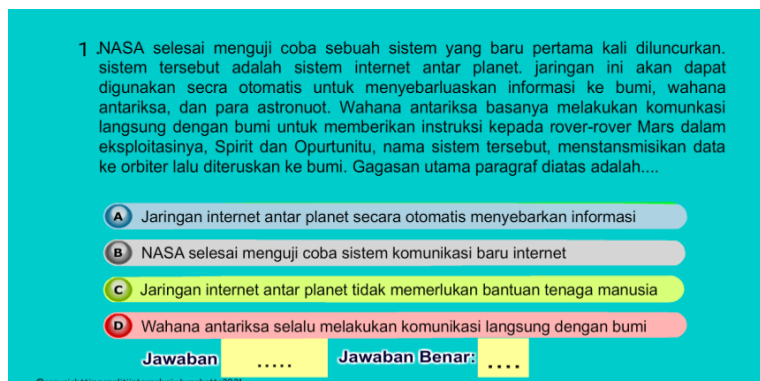 1 .NASA selesai menguji coba sebuah sistem yang baru pertama kali diluncurkan.
sistem tersebut adalah sistem internet antar planet. jaringan ini akan dapat
digunakan secra otomatis untuk menyebarluaskan informasi ke bumi, wahana
antariksa, dan para astronuot. Wahana antariksa basanya melakukan komunkasi
langsung dengan bumi untuk memberikan instruksi kepada rover-rover Mars dalam
eksploitasinya, Spirit dan Opurtunitu, nama sistem tersebut, menstansmisikan data
ke orbiter lalu diteruskan ke bumi. Gagasan utama paragraf diatas adalah....
A Jaringan internet antar planet secara otomatis menyebarkan informasi
B NASA selesai menguji coba sistem komunikasi baru internet
C Jaringan internet antar planet tidak memerlukan bantuan tenaga manusia
D Wahana antariksa selalu melakukan komunikasi langsung dengan bumi
Jawaban ..... Jawaban Benar: ....